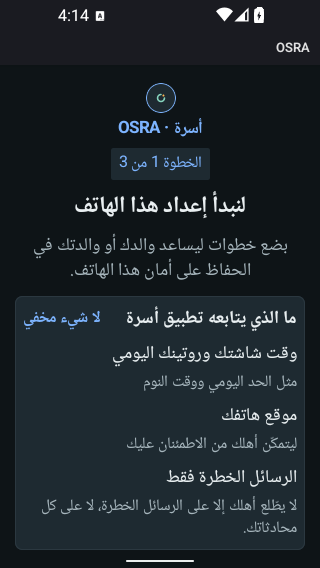 4:14 A
OSRA
أسرة · OSRA
الخطوة 1 من 3
لنبدأ إعداد هذا الهاتف
بضع خطوات ليساعد والدك أو والدتك في
الحفاظ على أمان هذا الهاتف.
ما الذي يتابعه تطبيق أسرة لا شيء مخفي
وقت شاشتك وروتينك اليومي
مثل الحد اليومي ووقت النوم
موقع هاتفك
ليتمكّن أهلك من الاطمئنان عليك
الرسائل الخطرة فقط
لا يطّلع أهلك إلا على الرسائل الخطرة، لا على كل
محادثاتك.